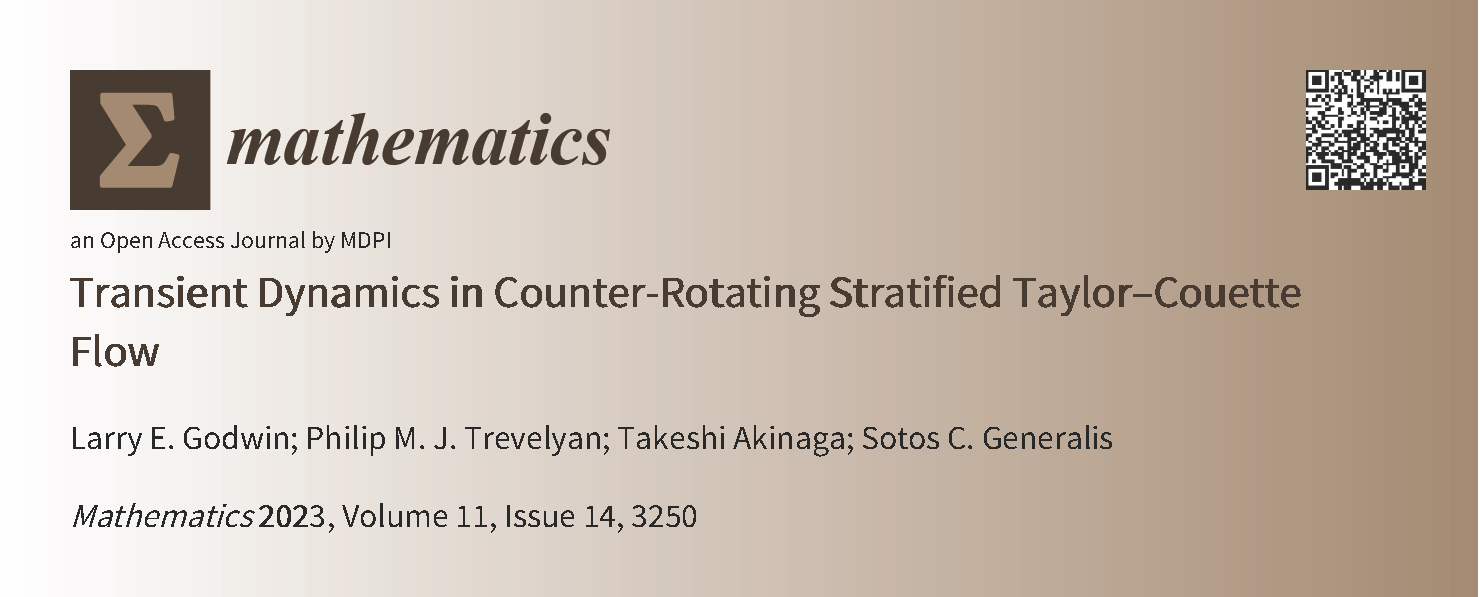 Σ mathematics
an Open Access Journal by MDPI
Transient Dynamics in Counter-Rotating Stratified Taylor–Couette
Flow
Larry E. Godwin; Philip M. J. Trevelyan; Takeshi Akinaga; Sotos C. Generalis
Mathematics 2023, Volume 11, Issue 14, 3250